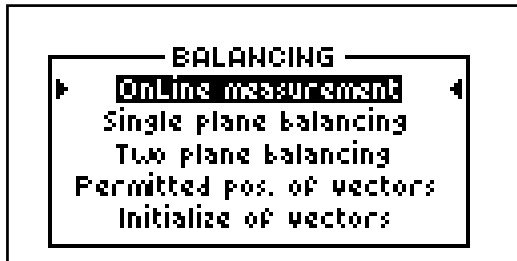 BALANCING
OnLine measurement
Single plane balancing
Two plane balancing
Permitted pos. of vectors
Initialize of vectors